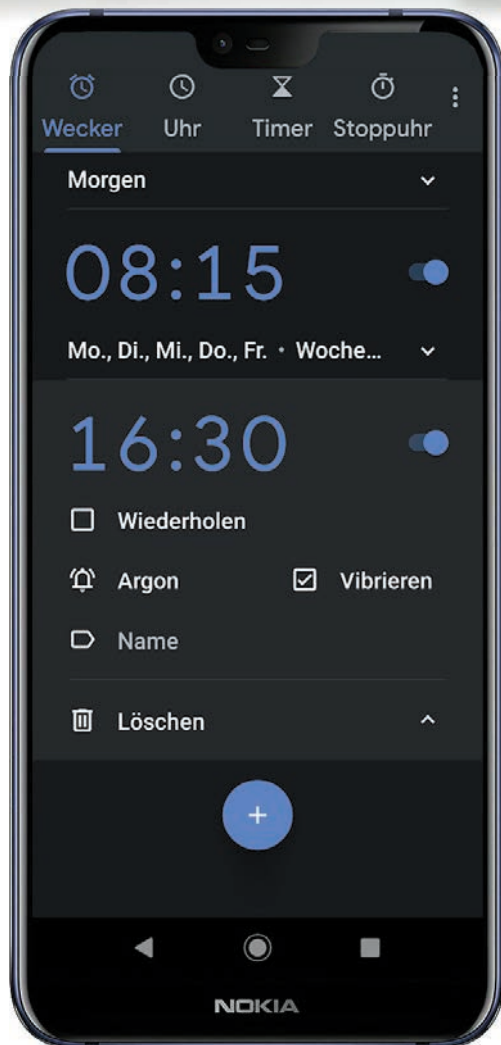 Wecker Uhr Timer Stoppuhr
Morgen
08:15
Mo., Di., Mi., Do., Fr. • Woche...
16:30
Wiederholen
Argon Vibrieren
Name
Löschen
NOKIA